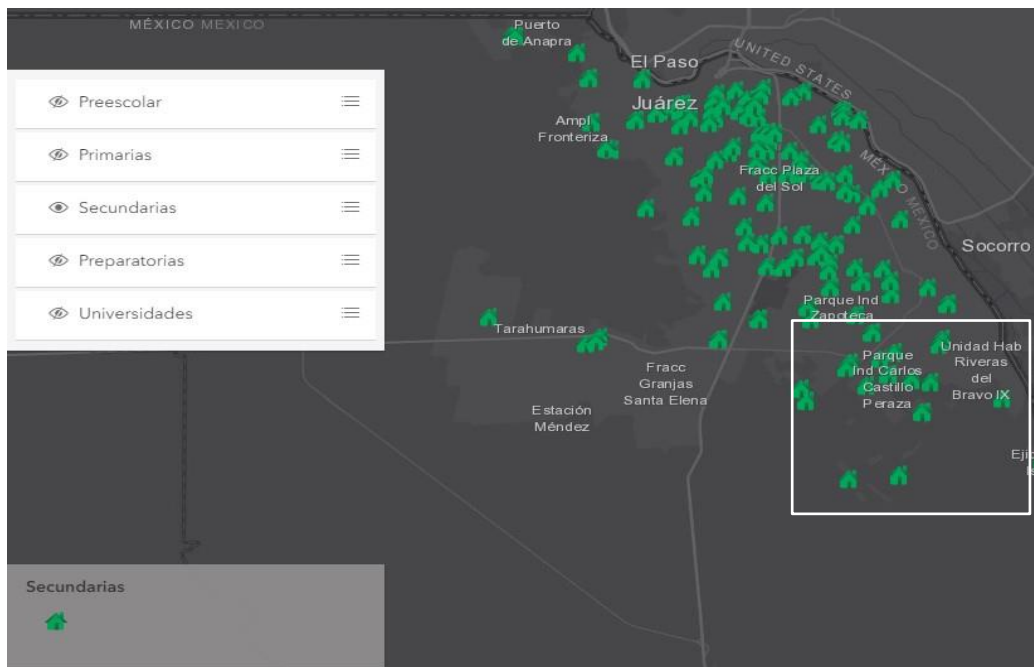 MÉXICO MEXICO
Puerto
de Anapra
El Paso
UNITED STATES
Juárez
Ampl
Fronteriza
MÉXICO MEXICO
Fracc Plaza
del Sol
Socorro
Preescolar
Primarias
Secundarias
Preparatorias
Universidades
Parque Ind
Zapoteca
Tarahumaras
Unidad Hab
Riveras
del
Bravo IX
Parque
Ind Carlos
Castillo
Peraza
Fracc
Granjas
Santa Elena
Estación
Méndez
Secundarias